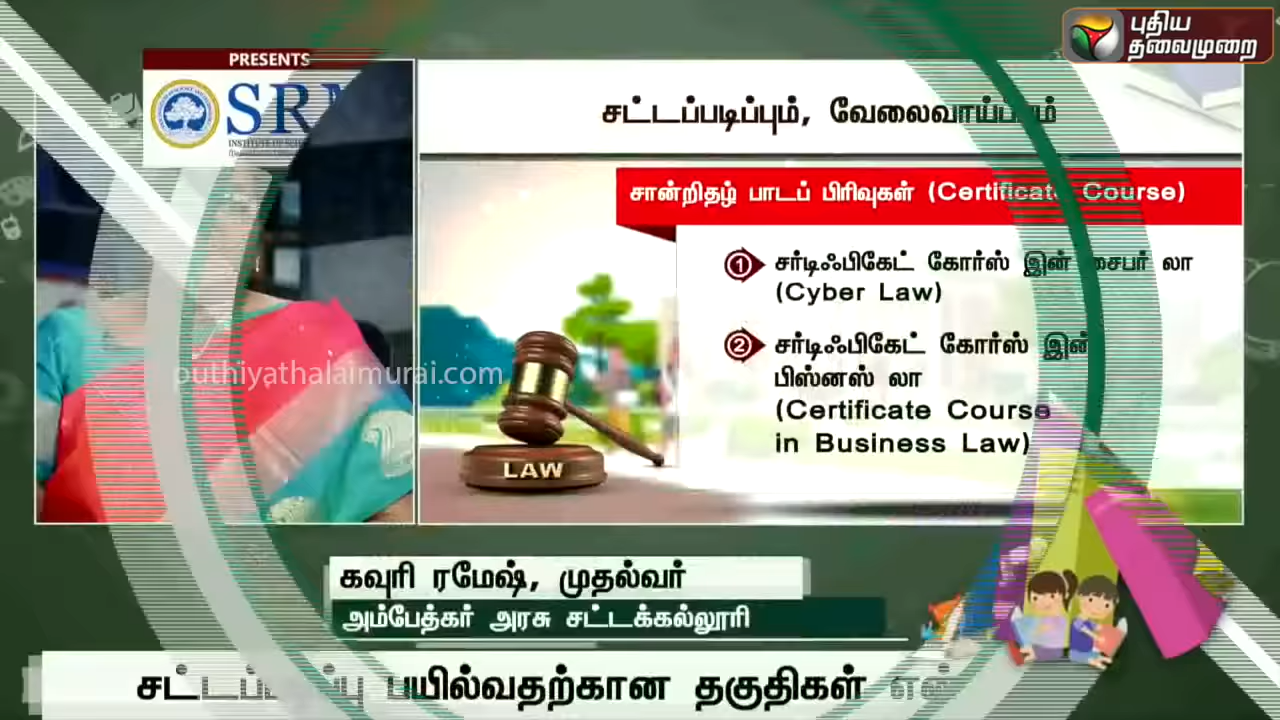 PRESENTS
புதிய
தலைமுறை
சட்டப்படிப்பும்,
சான்றிதழ் பாடப் பிரிவுகள் (Certificate Course)
1 சர்டிஃபிகேட் கோர்ஸ் இன் சைபர் லா
(Cyber Law)
2 சர்டிஃபிகேட் கோர்ஸ் இன்
பிஸ்னஸ் லா
(Certificate Course
in Business Law)
LAW
puthiyathalaimurai.com
கவுரி ரமேஷ், முதல்வர்
அம்பேத்கர் அரசு சட்டக்கல்லூரி
பயில்வதற்கான தகுதிகள்